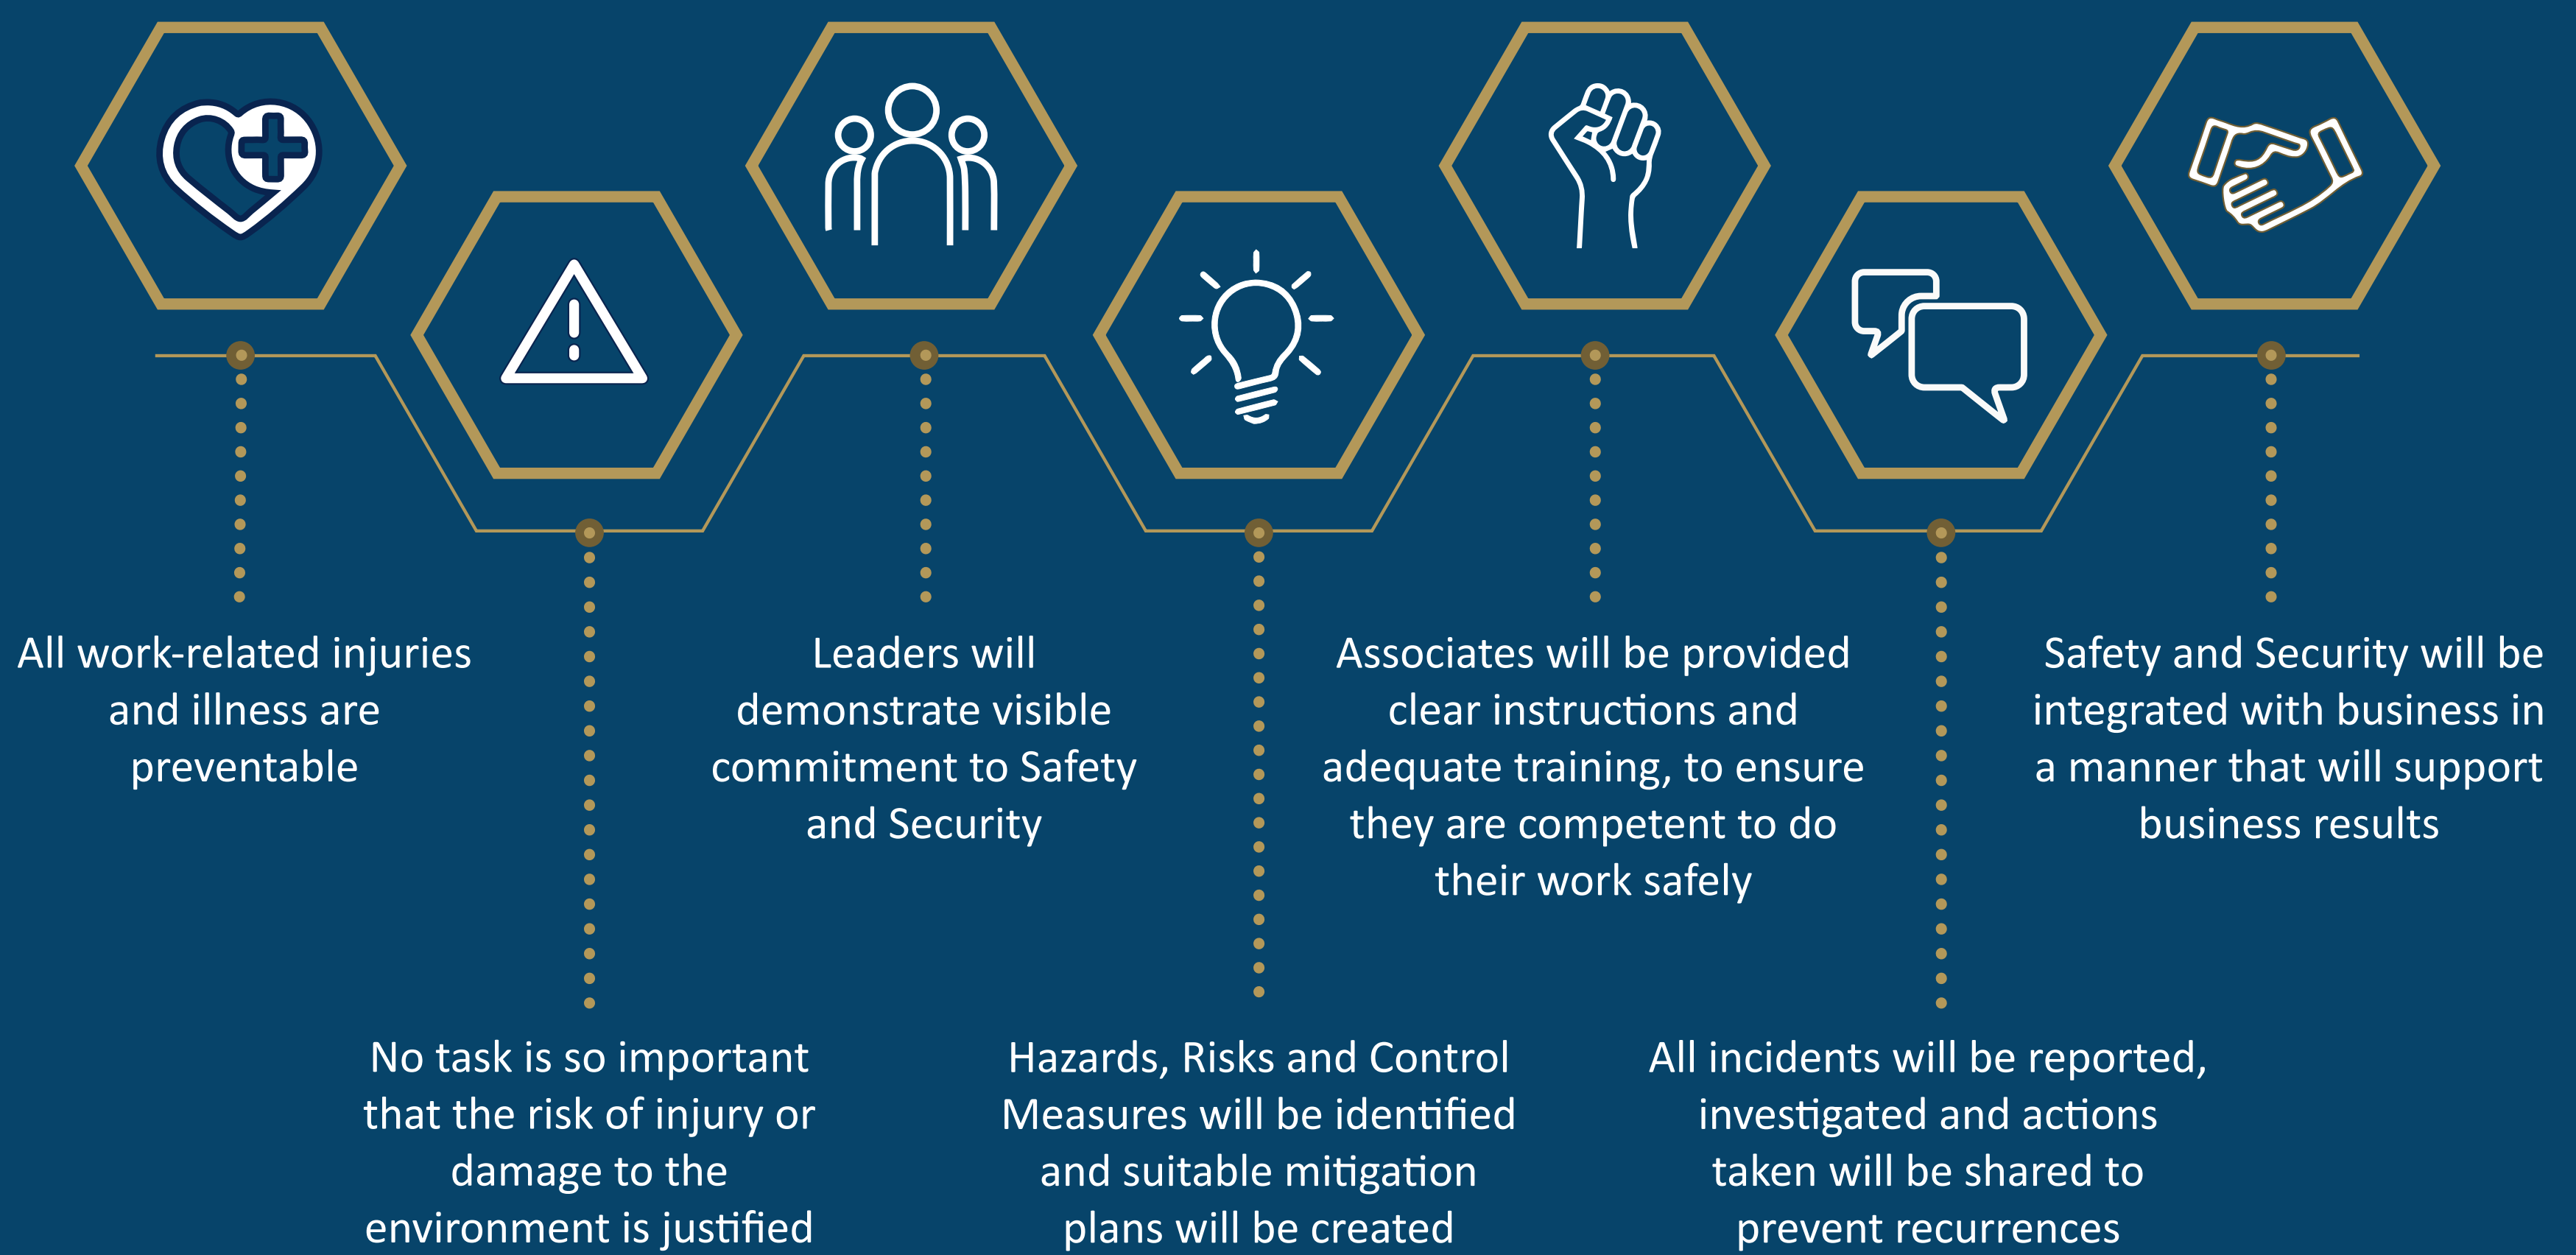 All work-related injuries
and illness are
preventable
No task is so important
that the risk of injury or
damage to the
environment is justified
Leaders will
demonstrate visible
commitment to Safety
and Security
Hazards, Risks and Control
Measures will be identified
and suitable mitigation
plans will be created
Associates will be provided
clear instructions and
adequate training, to ensure
they are competent to do
their work safely
All incidents will be reported,
investigated and actions
taken will be shared to
prevent recurrences
Safety and Security will be
integrated with business in
a manner that will support
business results